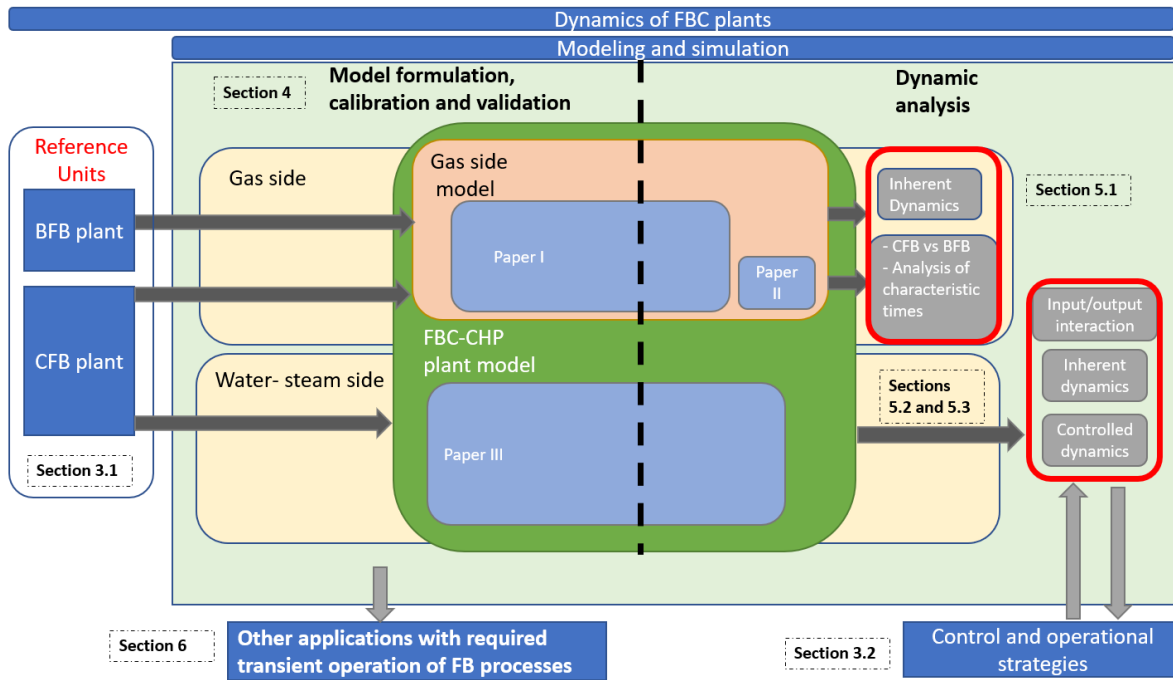 Dynamics of FBC plants
Modeling and simulation
Section 4
Model formulation,
calibration and validation
Dynamic
analysis
Reference
Units
BFB plant
CFB plant
Section 3.1
Gas side
Gas side
model
Paper I
Paper
II
Inherent
Dynamics
- CFB vs BFB
- Analysis of
characteristic
times
Section 5.1
FBC-CHP
plant model
Water- steam side
Paper III
Sections
5.2 and 5.3
Input/output
interaction
Inherent
dynamics
Controlled
dynamics
Section 6
Other applications with required
transient operation of FB processes
Section 3.2
Control and operational
strategies